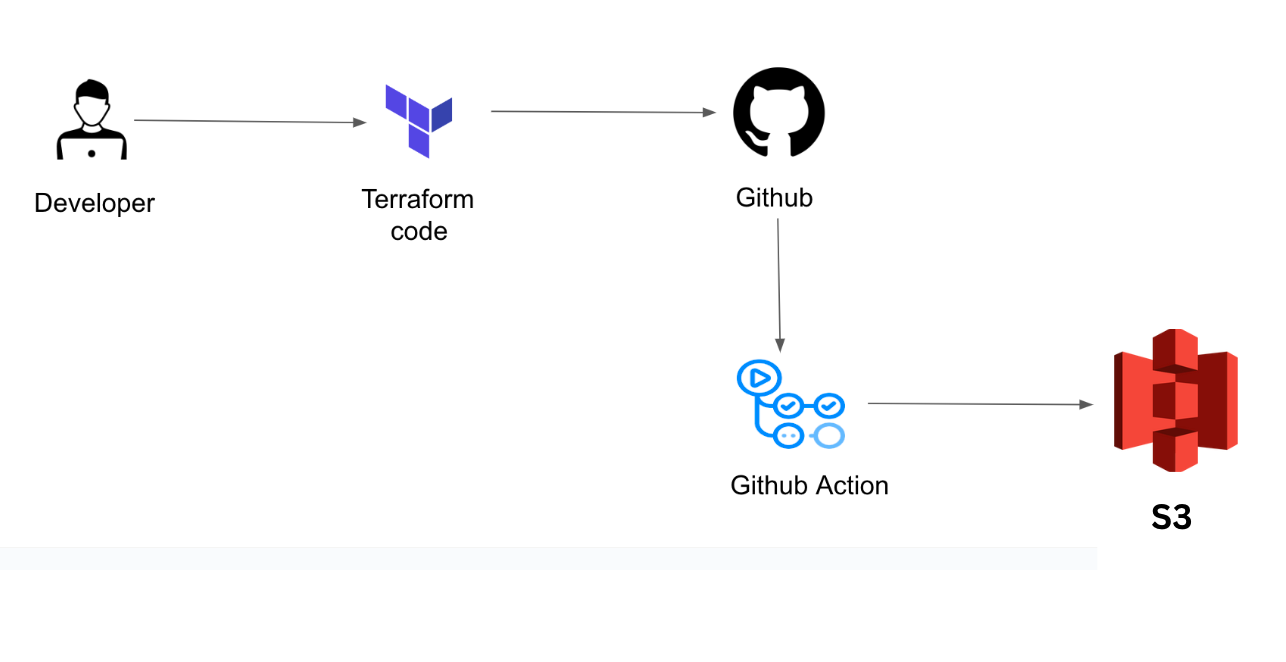 Developer
Terraform
code
Github
Github Action
S3